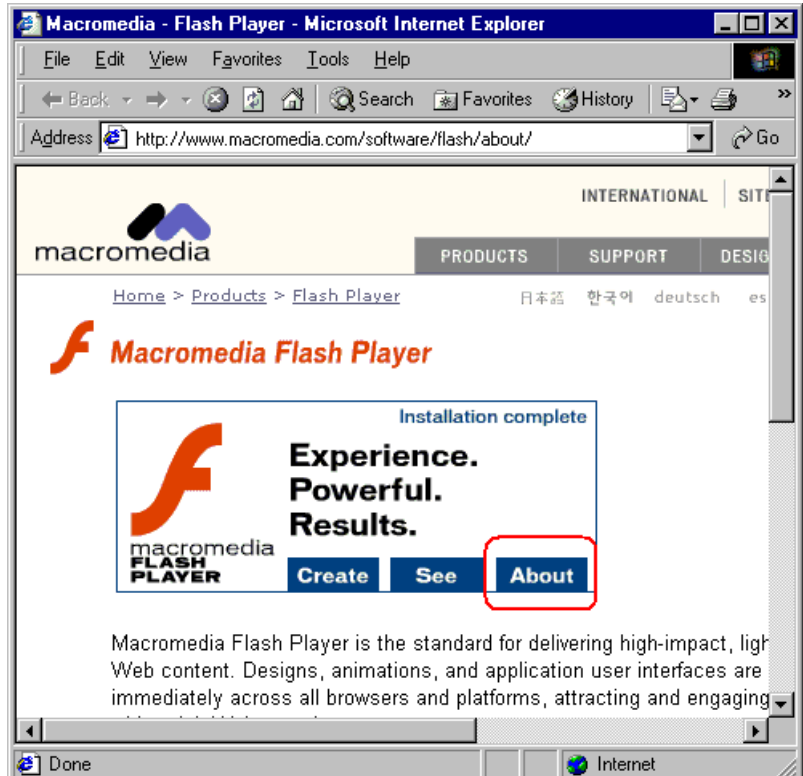 Macromedia - Flash Player - Microsoft Internet Explorer
File Edit View Favorites Tools Help
Back Search Favorites History »
Address http://www.macromedia.com/software/flash/about/ Go
INTERNATIONAL SITE
macromedia
PRODUCTS SUPPORT DESIG
Home > Products > Flash Player 日本語 한국어 deutsch es
Macromedia Flash Player
Installation complete
Experience.
Powerful.
Results.
macromedia
FLASH
PLAYER
Create See About
Macromedia Flash Player is the standard for delivering high-impact, ligh
Web content. Designs, animations, and application user interfaces are
immediately across all browsers and platforms, attracting and engaging
Done Internet